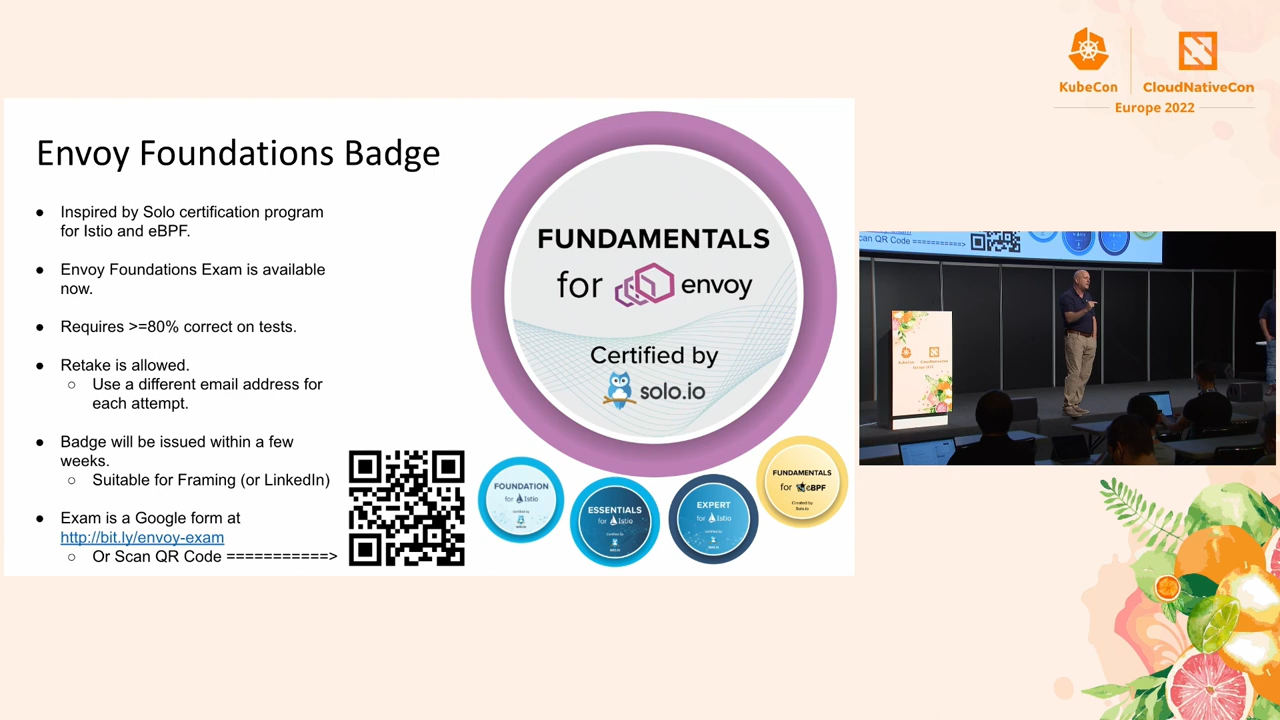 KubeCon
CloudNativeCon
Europe 2022
Envoy Foundations Badge
● Inspired by Solo certification program
for Istio and eBPF.
● Envoy Foundations Exam is available
now.
● Requires >=80% correct on tests.
● Retake is allowed.
○ Use a different email address for
each attempt.
● Badge will be issued within a few
weeks.
○ Suitable for Framing (or LinkedIn)
● Exam is a Google form at
http://bit.ly/envoy-exam
○ Or Scan QR Code ===========>
FUNDAMENTALS
for envoy
Certified by
solo.io
FOUNDATION
for Istio
ESSENTIALS
for Istio
EXPERT
for Istio
FUNDAMENTALS
for eBPF
can QR Code ===========>